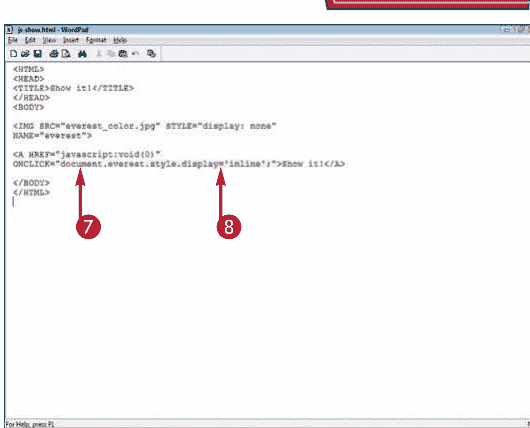 js-show.html - WordPad
File Edit View Insert Format Help
<HTML>
<HEAD>
<TITLE>Show it!</TITLE>
</HEAD>
<BODY>
<IMG SRC="everest_color.jpg" STYLE="display: none"
NAME="everest">
<A HREF="javascript:void(0)"
ONCLICK="document.everest.style.display='inline';">Show it!</A>
</BODY>
</HTML>
7 8
For Help, press F1